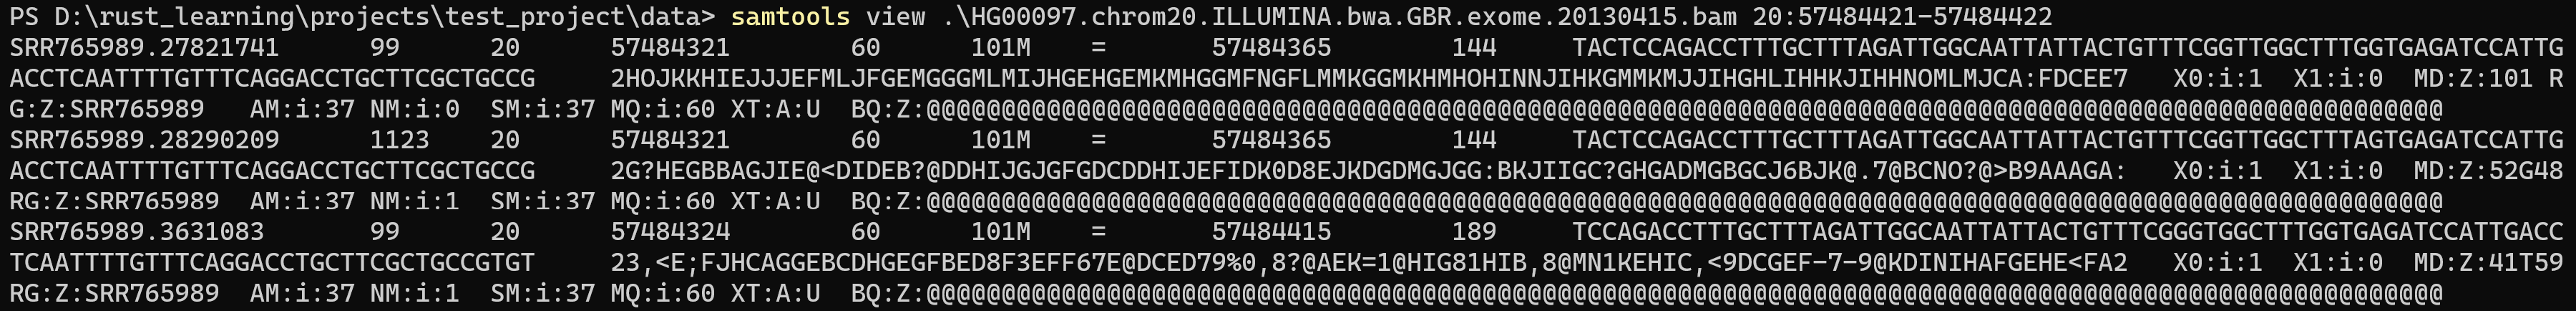 PS D:\rust_learning\projects\test_project\data> samtools view .\HG00097.chrom20.ILLUMINA.bwa.GBR.exome.20130415.bam 20:57484421-57484422
SRR765989.27821741 99 20 57484321 60 101M = 57484365 144 TACTCCAGACCTTTGCTTTAGATTGGCAATTATTACTGTTTCGGTTGGCTTTGGTGAGATCCATTG
ACCTCAATTTTGTTTCAGGACCTGCTTCGCTGCCG 2HOJKKHIEJJJEFMLJFGEMGGGMLMIJHGEHGEMKMHGGMFNGFLMMKGGMKHMHOHINNJIHKGMMKMJJIHGHLIHHKJIHHNOMLMJCA:FDCEE7 X0:i:1 X1:i:0 MD:Z:101 R
G:Z:SRR765989 AM:i:37 NM:i:0 SM:i:37 MQ:i:60 XT:A:U BQ:Z:@@@@@@@@@@@@@@@@@@@@@@@@@@@@@@@@@@@@@@@@@@@@@@@@@@@@@@@@@@@@@@@@@@@@@@@@@@@@@@@@@@@@@@@@@@@@@@@@@@@@@
SRR765989.28290209 1123 20 57484321 60 101M = 57484365 144 TACTCCAGACCTTTGCTTTAGATTGGCAATTATTACTGTTTCGGTTGGCTTTAGTGAGATCCATTG
ACCTCAATTTTGTTTCAGGACCTGCTTCGCTGCCG 2G?HEGBBAGJIE@<DIDEB?@DDHIJGJGFGDCDDHIJEFIDK0D8EJKDGDMGJGG:BKJIIGC?GHGADMGBGCJ6BJK@.7@BCNO?@>B9AAAGA: X0:i:1 X1:i:0 MD:Z:52G48
RG:Z:SRR765989 AM:i:37 NM:i:1 SM:i:37 MQ:i:60 XT:A:U BQ:Z:@@@@@@@@@@@@@@@@@@@@@@@@@@@@@@@@@@@@@@@@@@@@@@@@@@@@@@@@@@@@@@@@@@@@@@@@@@@@@@@@@@@@@@@@@@@@@@@@@@@@@
SRR765989.3631083 99 20 57484324 60 101M = 57484415 189 TCCAGACCTTTGCTTTAGATTGGCAATTATTACTGTTTCGGGTGGCTTTGGTGAGATCCATTGACC
TCAATTTTGTTTCAGGACCTGCTTCGCTGCCGTGT 23,<E;FJHCAGGEBCDHGEGFBED8F3EFF67E@DCED79%0,8?@AEK=1@HIG81HIB,8@MN1KEHIC,<9DCGEF-7-9@KDINIHAFGEHE<FA2 X0:i:1 X1:i:0 MD:Z:41T59
RG:Z:SRR765989 AM:i:37 NM:i:1 SM:i:37 MQ:i:60 XT:A:U BQ:Z:@@@@@@@@@@@@@@@@@@@@@@@@@@@@@@@@@@@@@@@@@@@@@@@@@@@@@@@@@@@@@@@@@@@@@@@@@@@@@@@@@@@@@@@@@@@@@@@@@@@@@